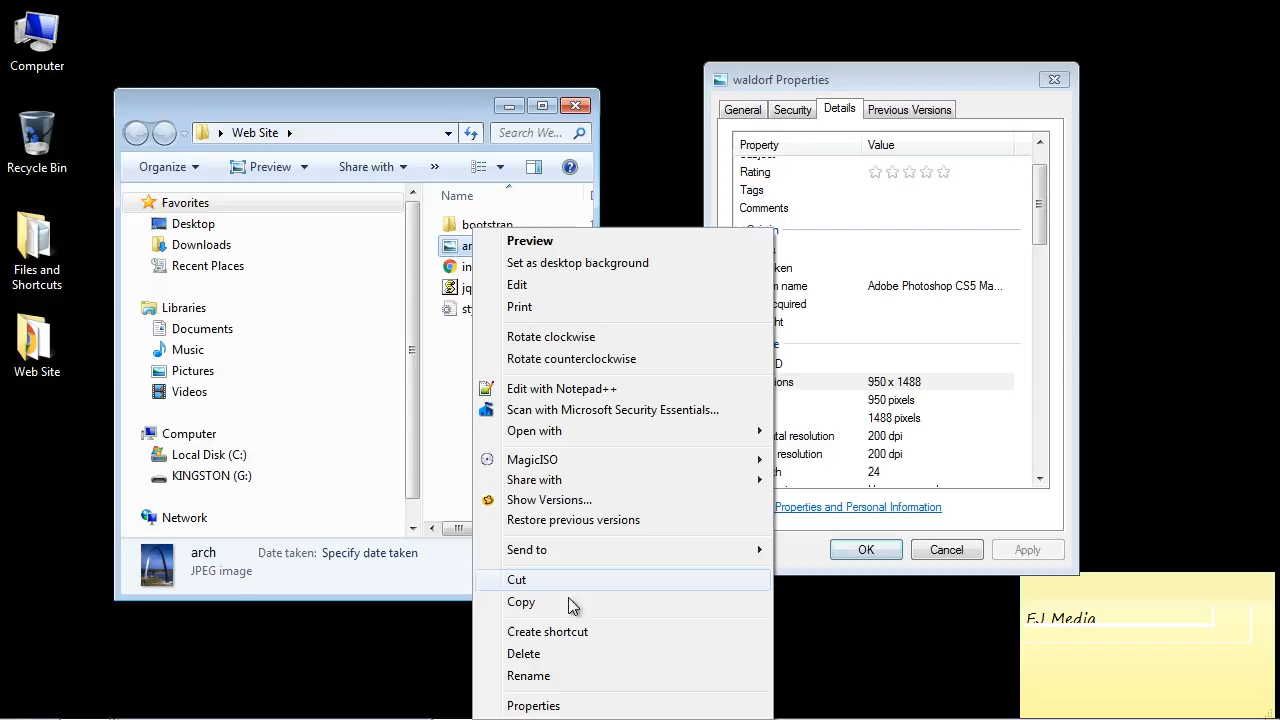 Computer
Recycle Bin
Files and
Shortcuts
Web Site
Web Site
Search We...
Organize
Preview
Share with
»
Name
Favorites
Desktop
Downloads
Recent Places
Libraries
Documents
Music
Pictures
Videos
Computer
Local Disk (C:)
KINGSTON (G:)
Network
bootstrap
arch
Date taken: Specify date taken
JPEG image
Preview
Set as desktop background
Edit
Print
Rotate clockwise
Rotate counterclockwise
Edit with Notepad++
Scan with Microsoft Security Essentials...
Open with
MagicISO
Share with
Show Versions...
Restore previous versions
Send to
Cut
Copy
Create shortcut
Delete
Rename
Properties
waldorf Properties
General Security Details Previous Versions
Property Value
Rating
Tags
Comments
name Adobe Photoshop CS5 Ma...
950 x 1488
950 pixels
1488 pixels
resolution 200 dpi
resolution 200 dpi
24
Properties and Personal Information
OK Cancel Apply
FJ Media